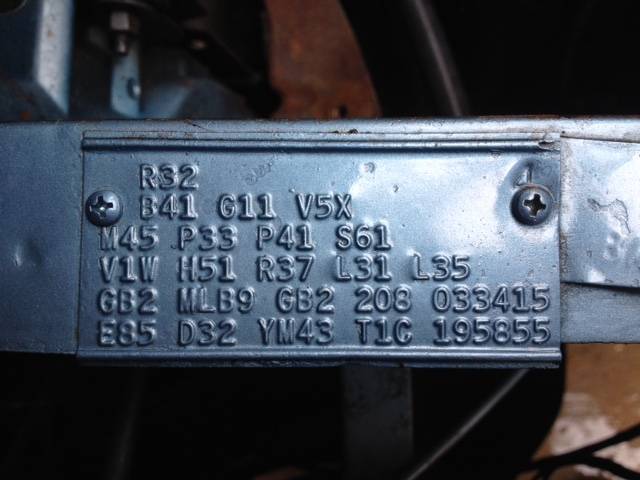 R32
B41 G11 V5X
M45 P33 P41 S61
V1W H51 R37 L31 L35
GB2 MLB9 GB2 208 033415
E85 D32 YM43 T1C 195855